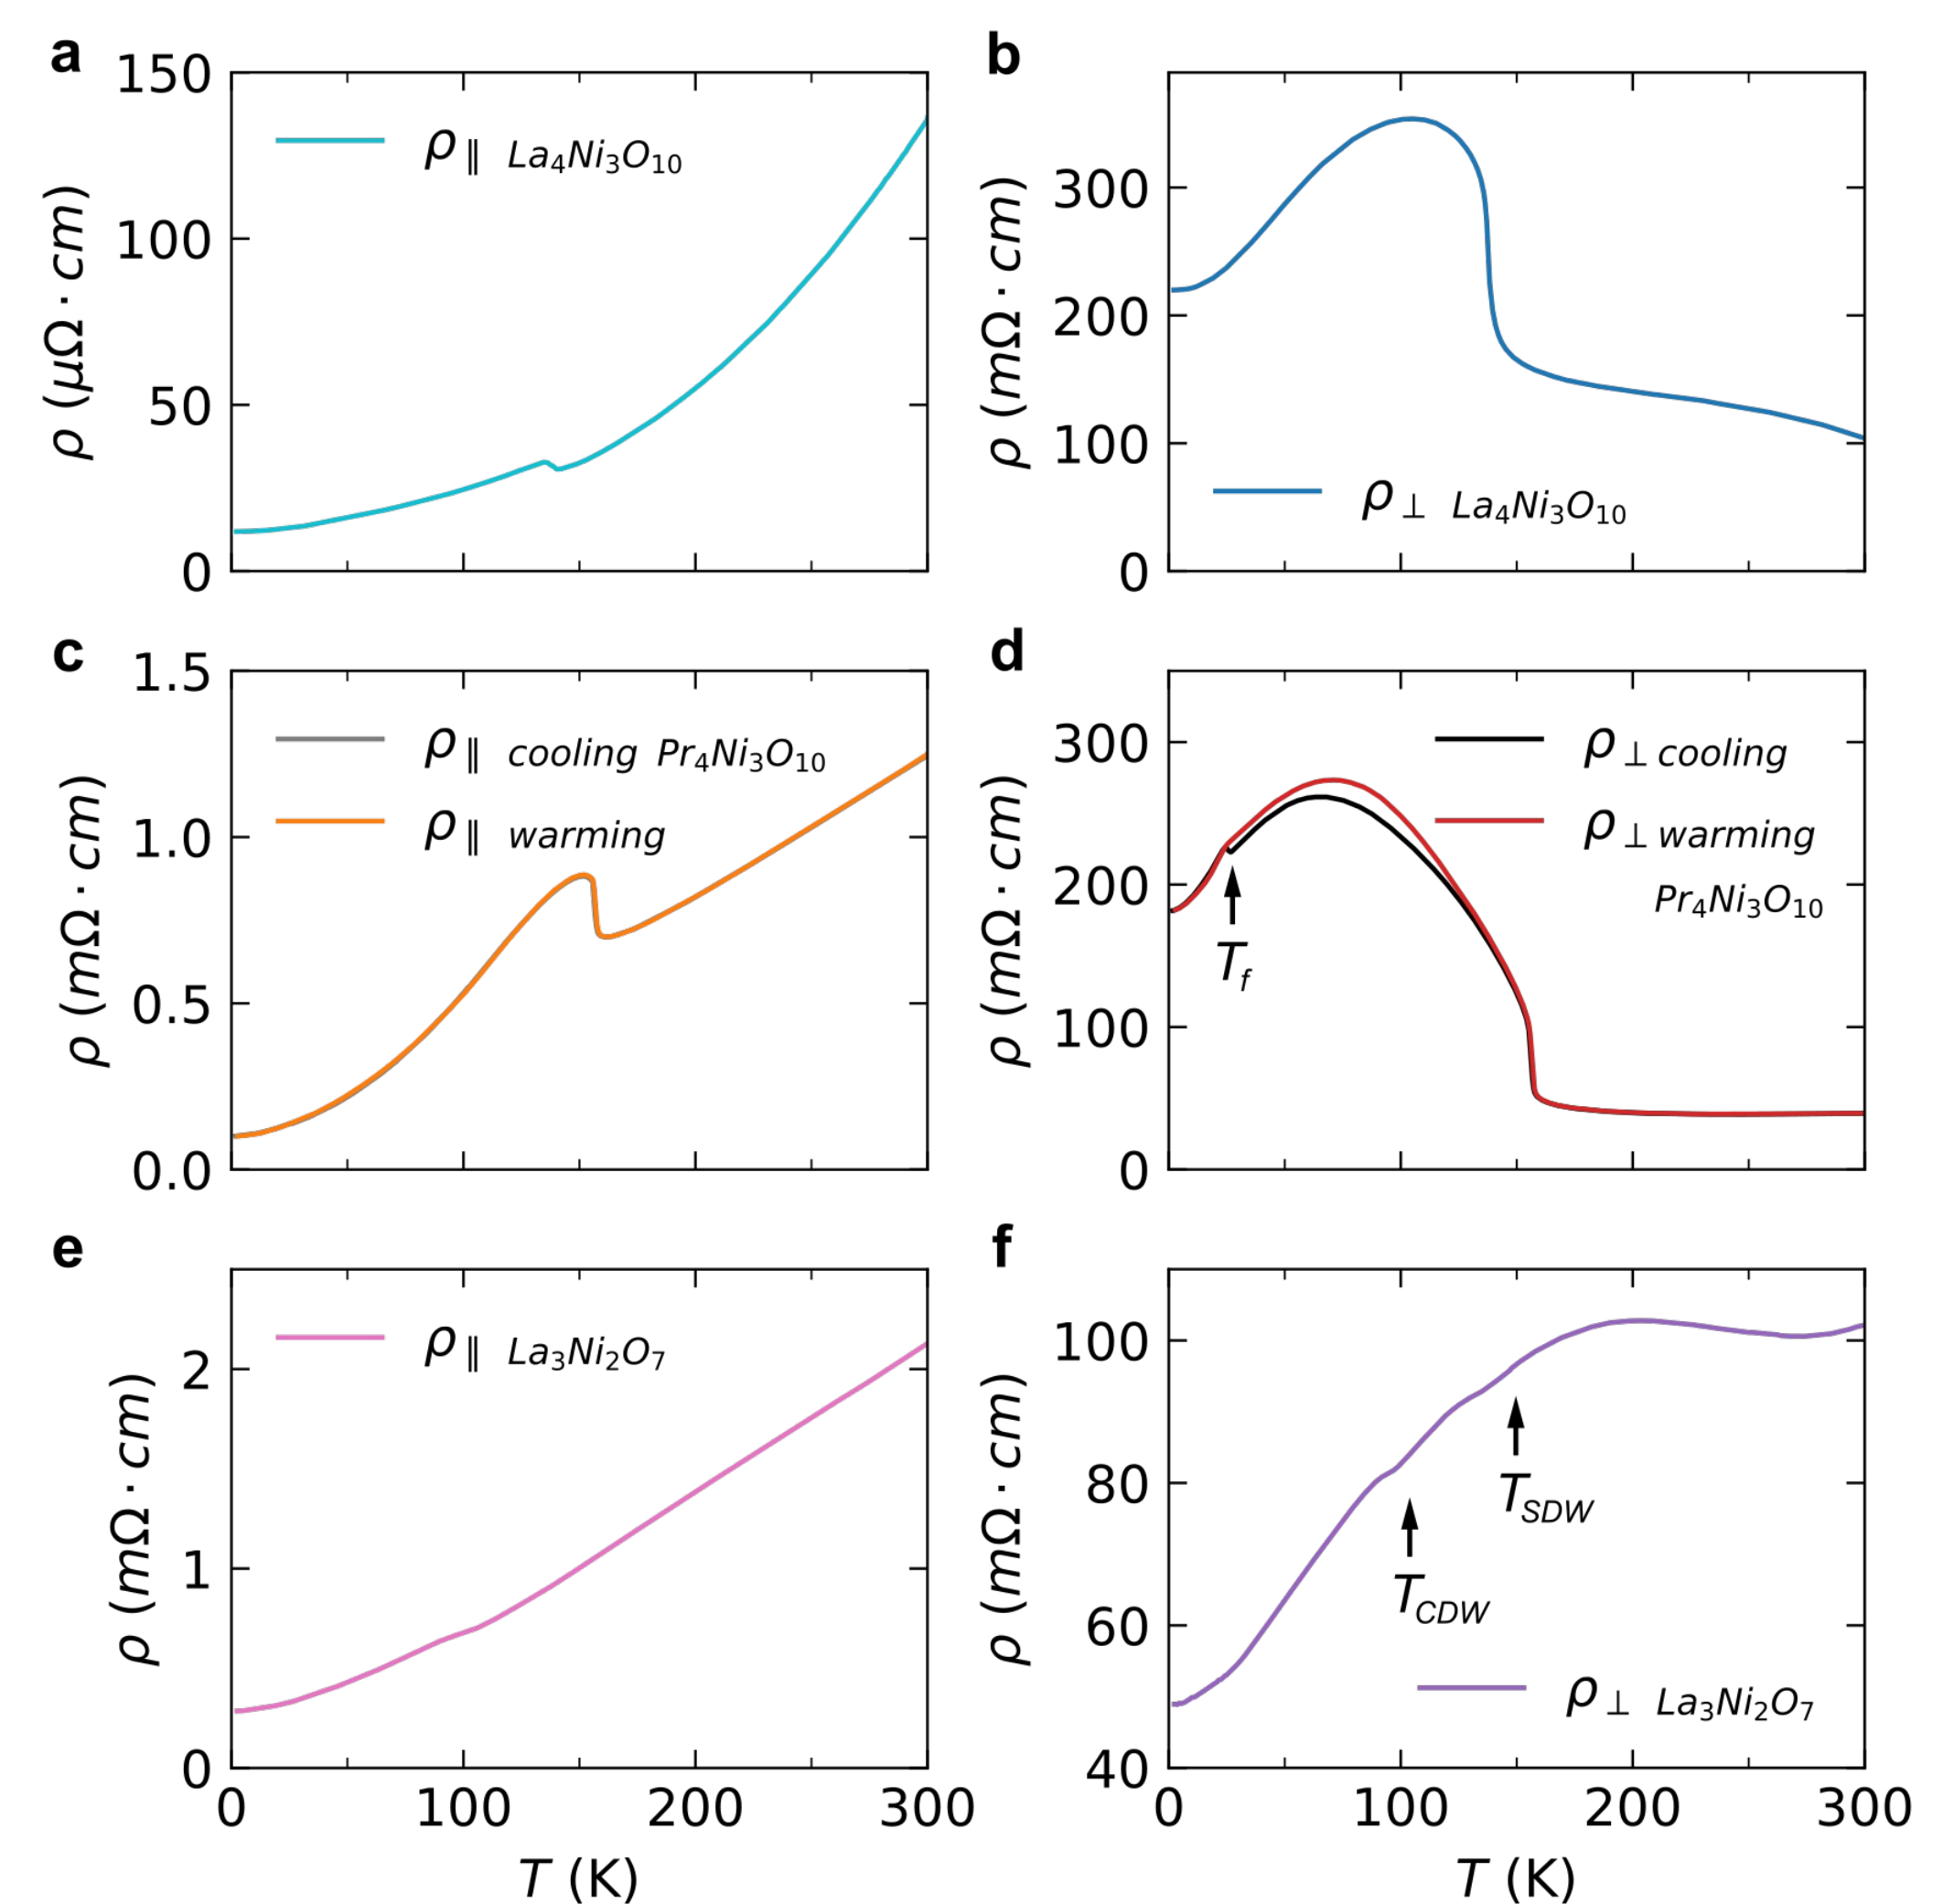 a
150
100
50
0
ρ (μΩ · cm)
ρ∥ La₄Ni₃O₁₀
b
300
200
100
0
ρ (mΩ · cm)
ρ⊥ La₄Ni₃O₁₀
c
1.5
1.0
0.5
0.0
ρ (mΩ · cm)
ρ∥ cooling Pr₄Ni₃O₁₀
ρ∥ warming
d
300
200
100
0
ρ (mΩ · cm)
ρ⊥ cooling
ρ⊥ warming
Pr₄Ni₃O₁₀
T_f
e
2
1
0
ρ (mΩ · cm)
ρ∥ La₃Ni₂O₇
0 100 200 300
T (K)
f
100
80
60
40
ρ (mΩ · cm)
T_SDW
T_CDW
ρ⊥ La₃Ni₂O₇
0 100 200 300
T (K)